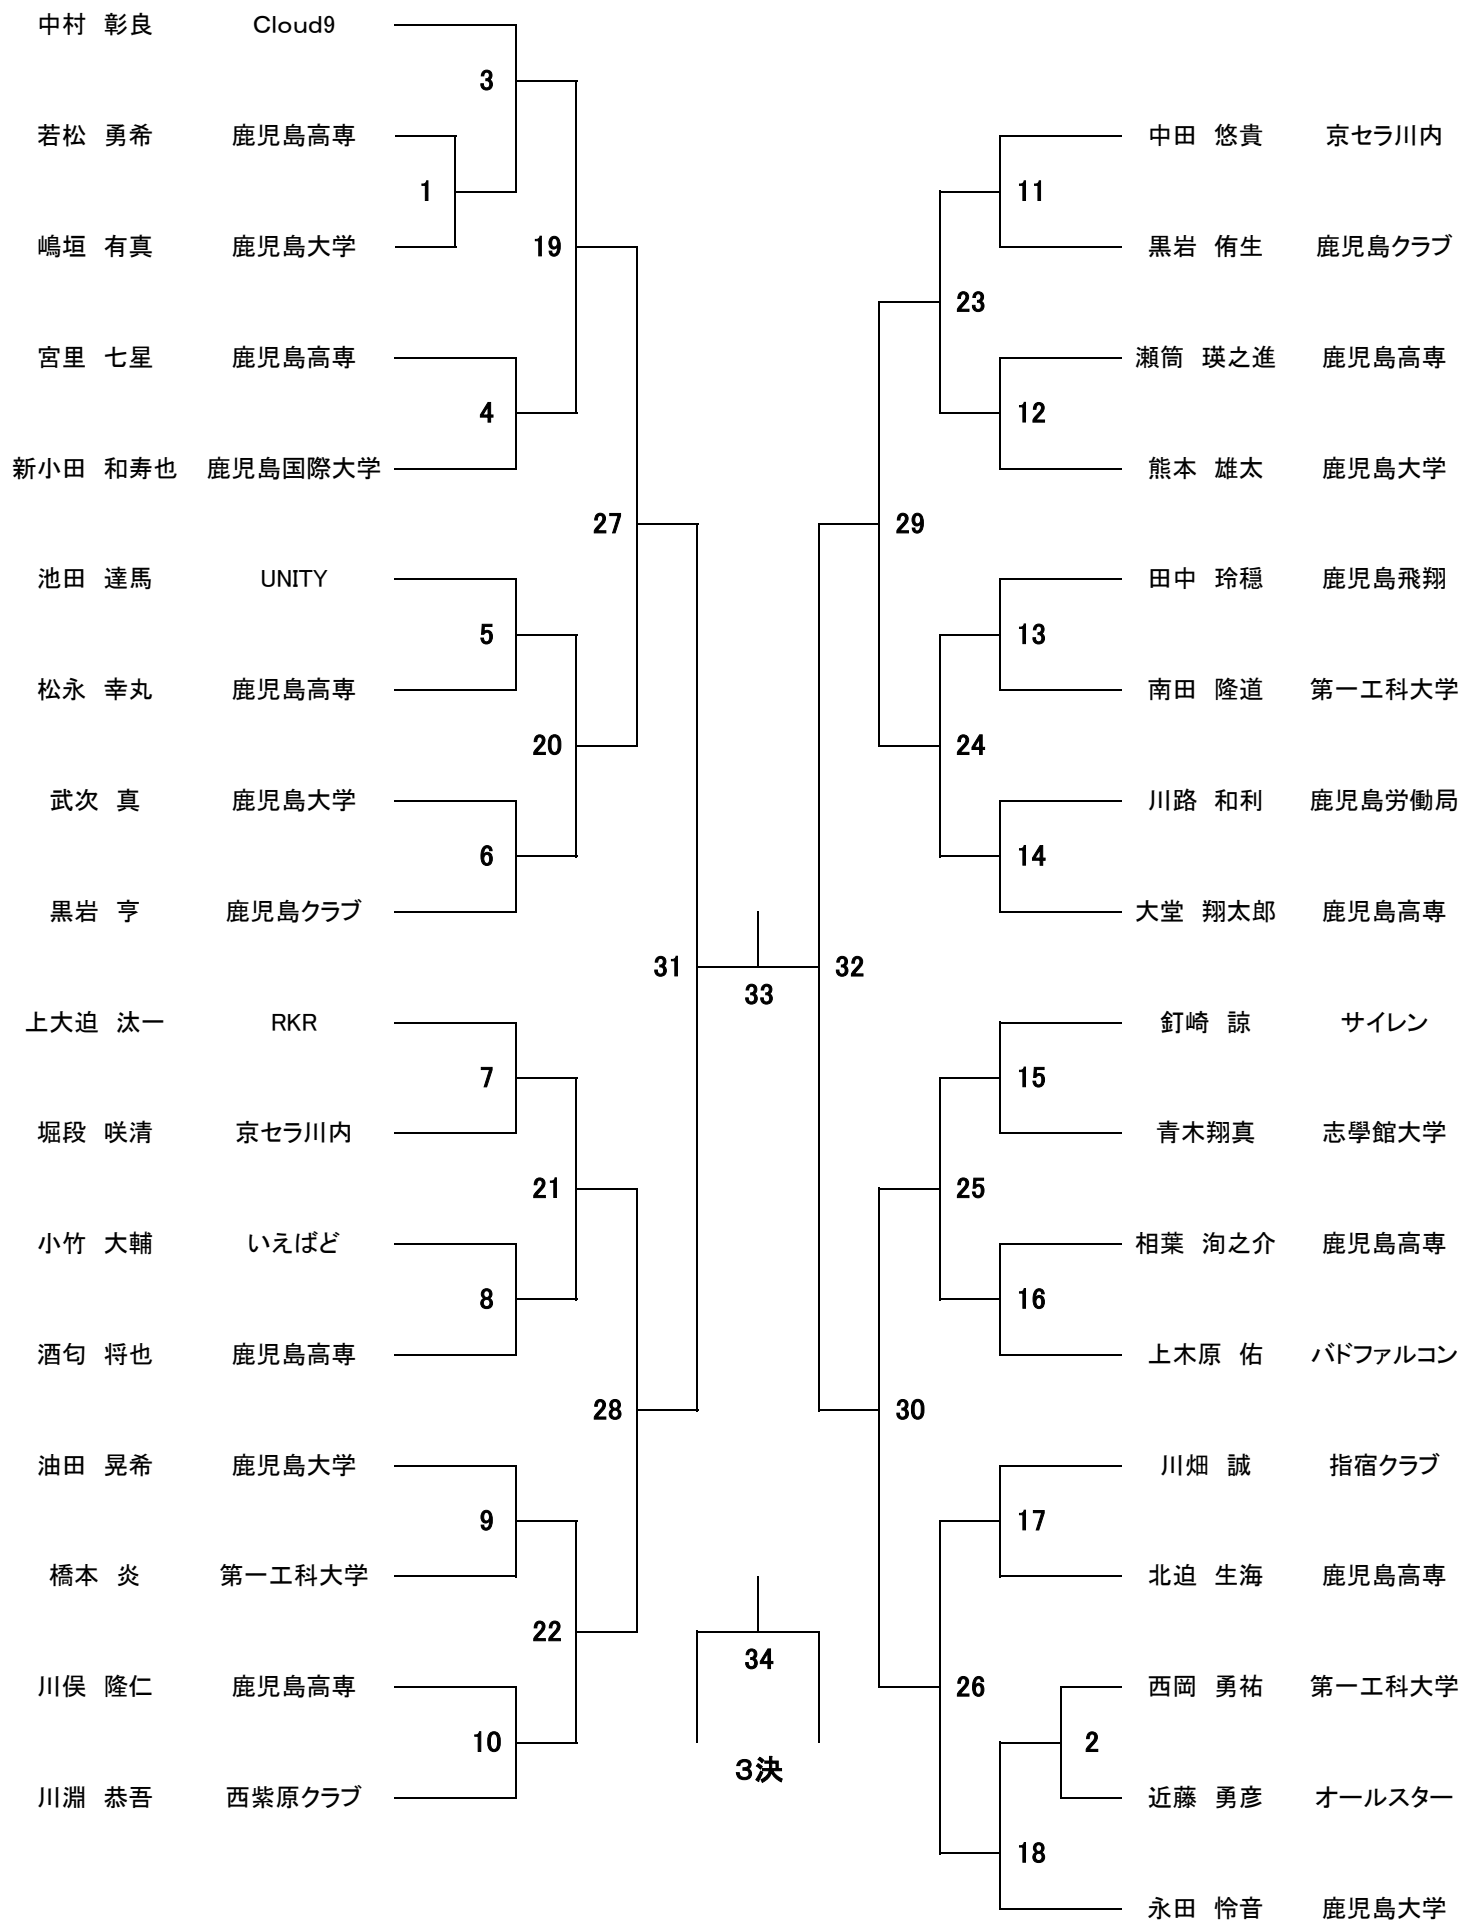 中村　彰良　Cloud9
3
若松　勇希　鹿児島高専
1
嶋垣　有真　鹿児島大学
19
宮里　七星　鹿児島高専
4
新小田　和寿也　鹿児島国際大学
27
池田　達馬　UNITY
5
松永　幸丸　鹿児島高専
20
武次　真　鹿児島大学
6
黒岩　亨　鹿児島クラブ
31
上大迫　汰一　RKR
7
堀段　咲清　京セラ川内
21
小竹　大輔　いえばど
8
酒匂　将也　鹿児島高専
28
油田　晃希　鹿児島大学
9
橋本　炎　第一工科大学
22
川俣　隆仁　鹿児島高専
10
川淵　恭吾　西紫原クラブ
33
34
３決
中田　悠貴　京セラ川内
11
黒岩　侑生　鹿児島クラブ
23
瀬筒　瑛之進　鹿児島高専
12
熊本　雄太　鹿児島大学
29
田中　玲穏　鹿児島飛翔
13
南田　隆道　第一工科大学
24
川路　和利　鹿児島労働局
14
大堂　翔太郎　鹿児島高専
32
釘崎　諒　サイレン
15
青木翔真　志學館大学
25
相葉　洵之介　鹿児島高専
16
上木原　佑　バドファルコン
30
川畑　誠　指宿クラブ
17
北迫　生海　鹿児島高専
26
西岡　勇祐　第一工科大学
2
近藤　勇彦　オールスター
18
永田　怜音　鹿児島大学